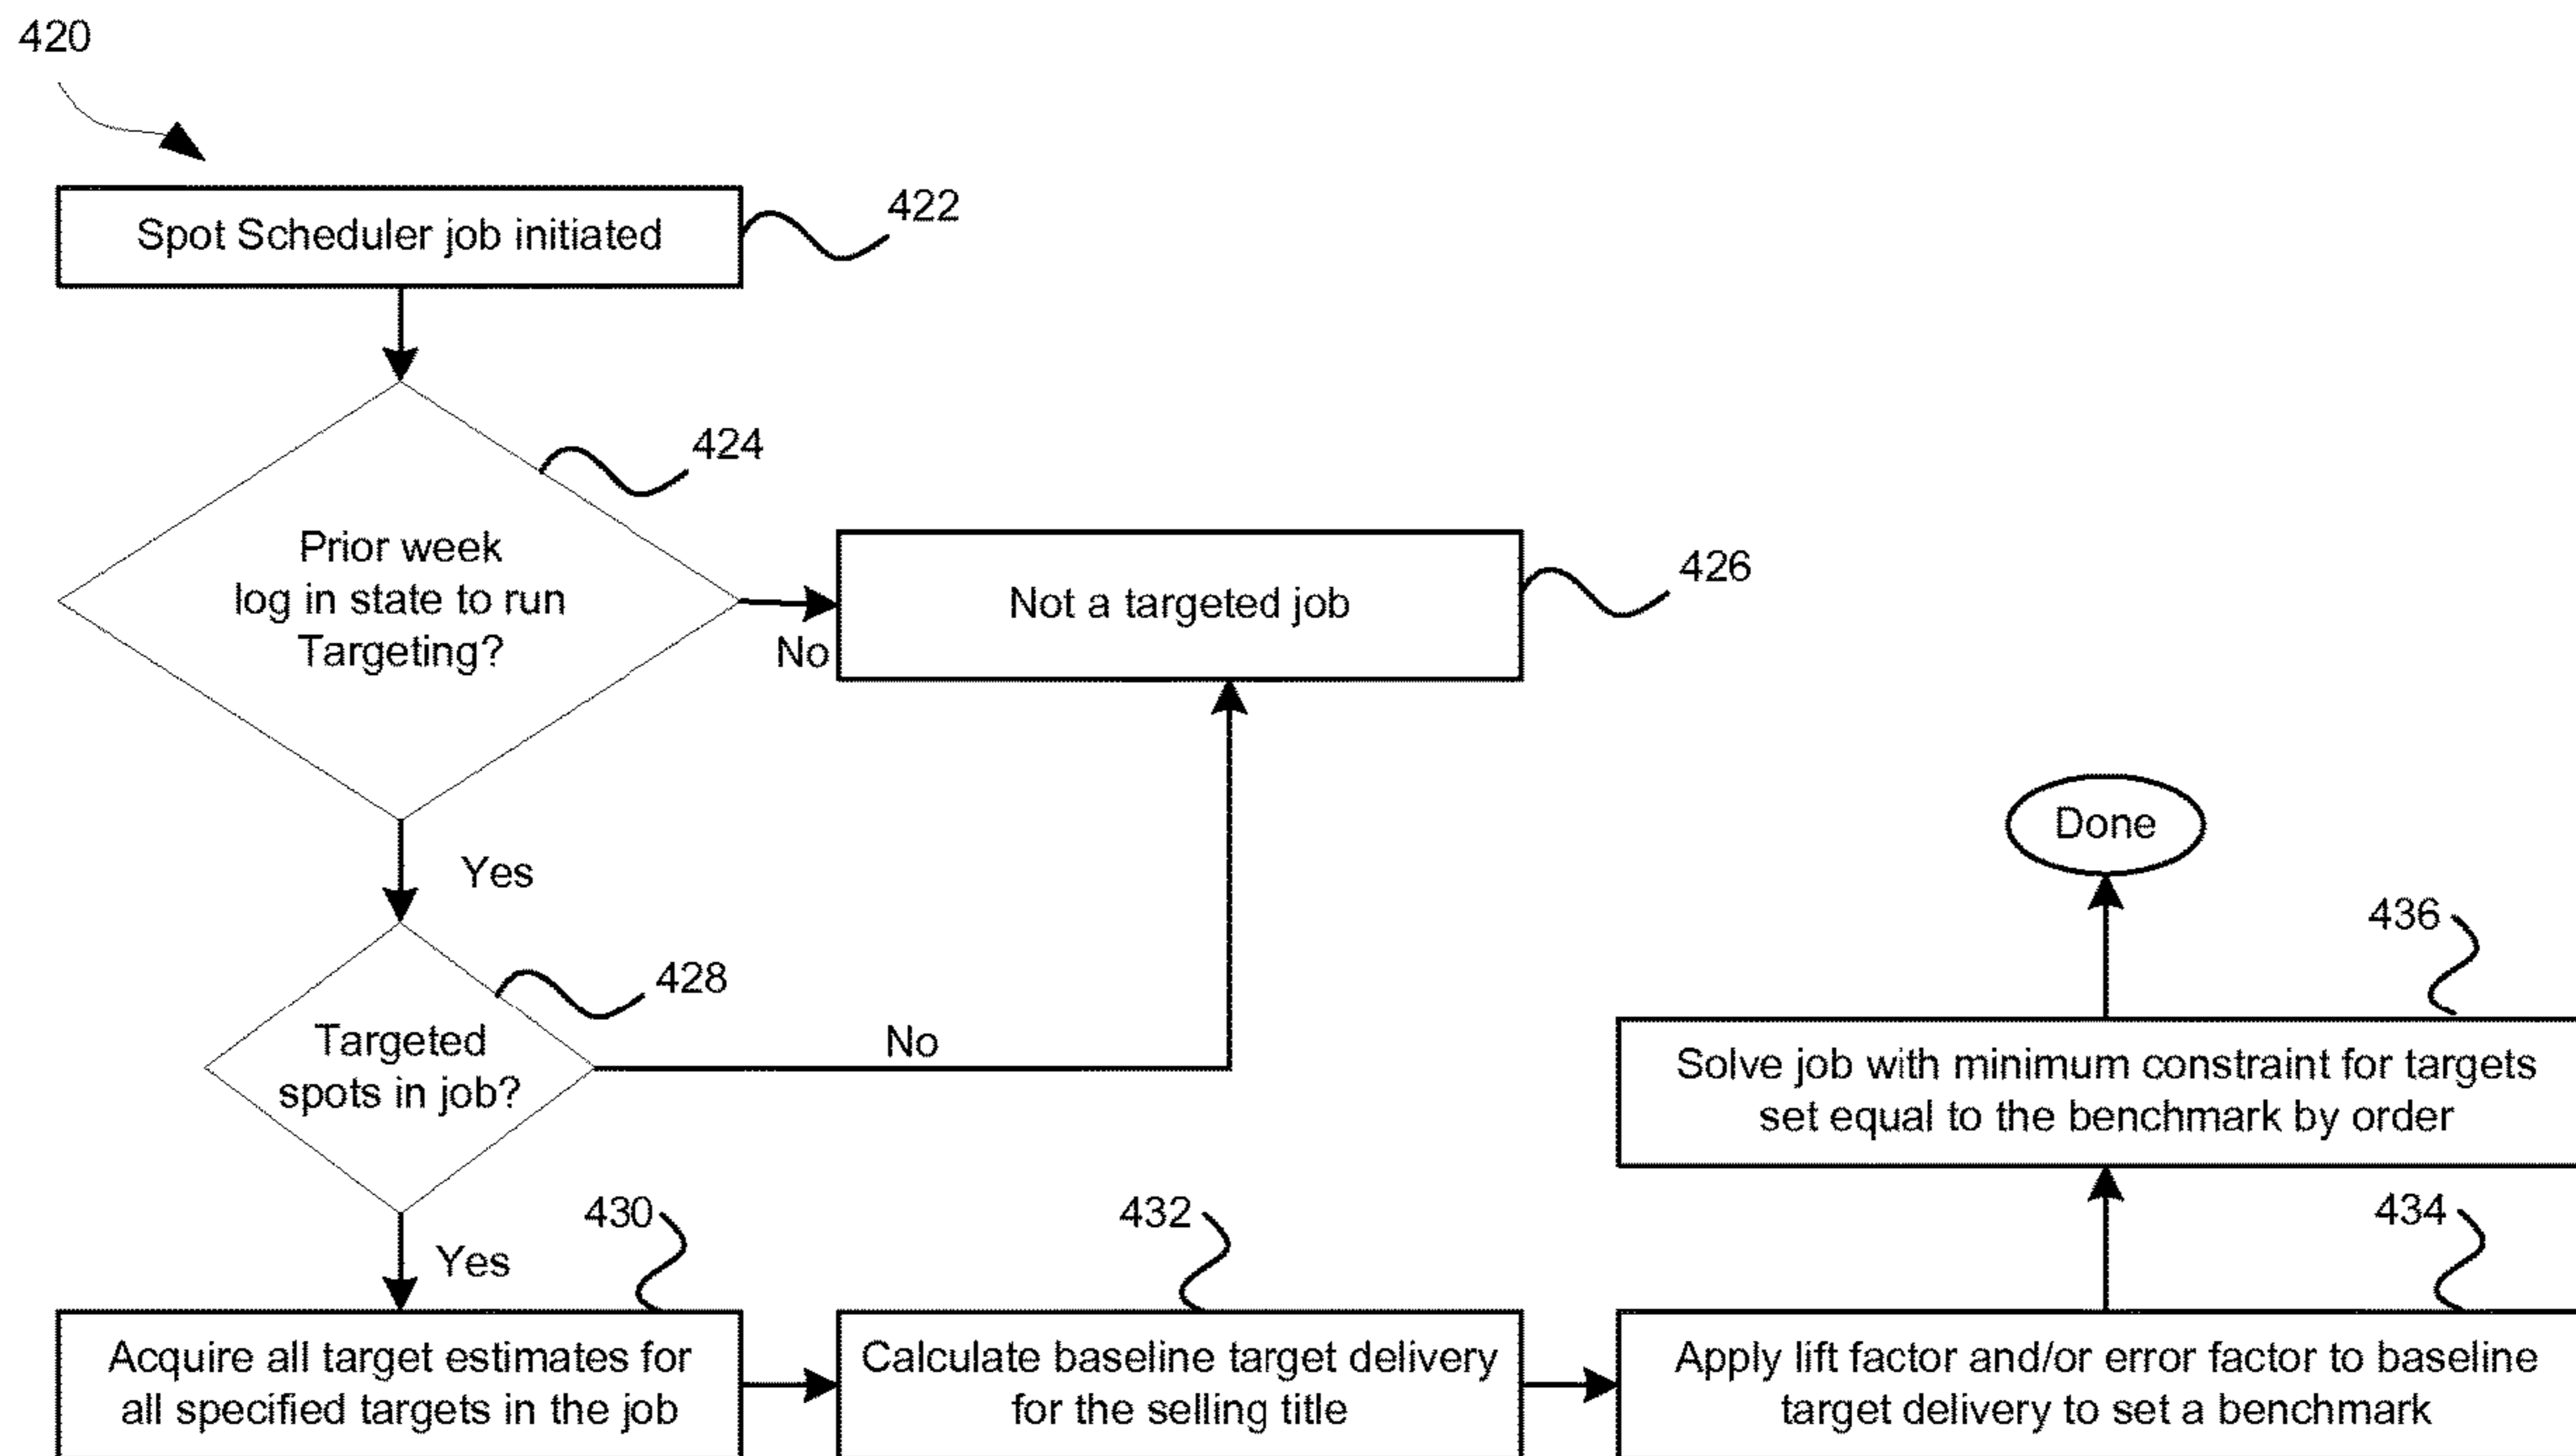 420
Spot Scheduler job initiated
422
424
Prior week
log in state to run
Targeting?
No
Not a targeted job
426
Yes
428
Targeted
spots in job?
No
Yes
430
Acquire all target estimates for
all specified targets in the job
432
Calculate baseline target delivery
for the selling title
434
Apply lift factor and/or error factor to baseline
target delivery to set a benchmark
436
Solve job with minimum constraint for targets
set equal to the benchmark by order
Done